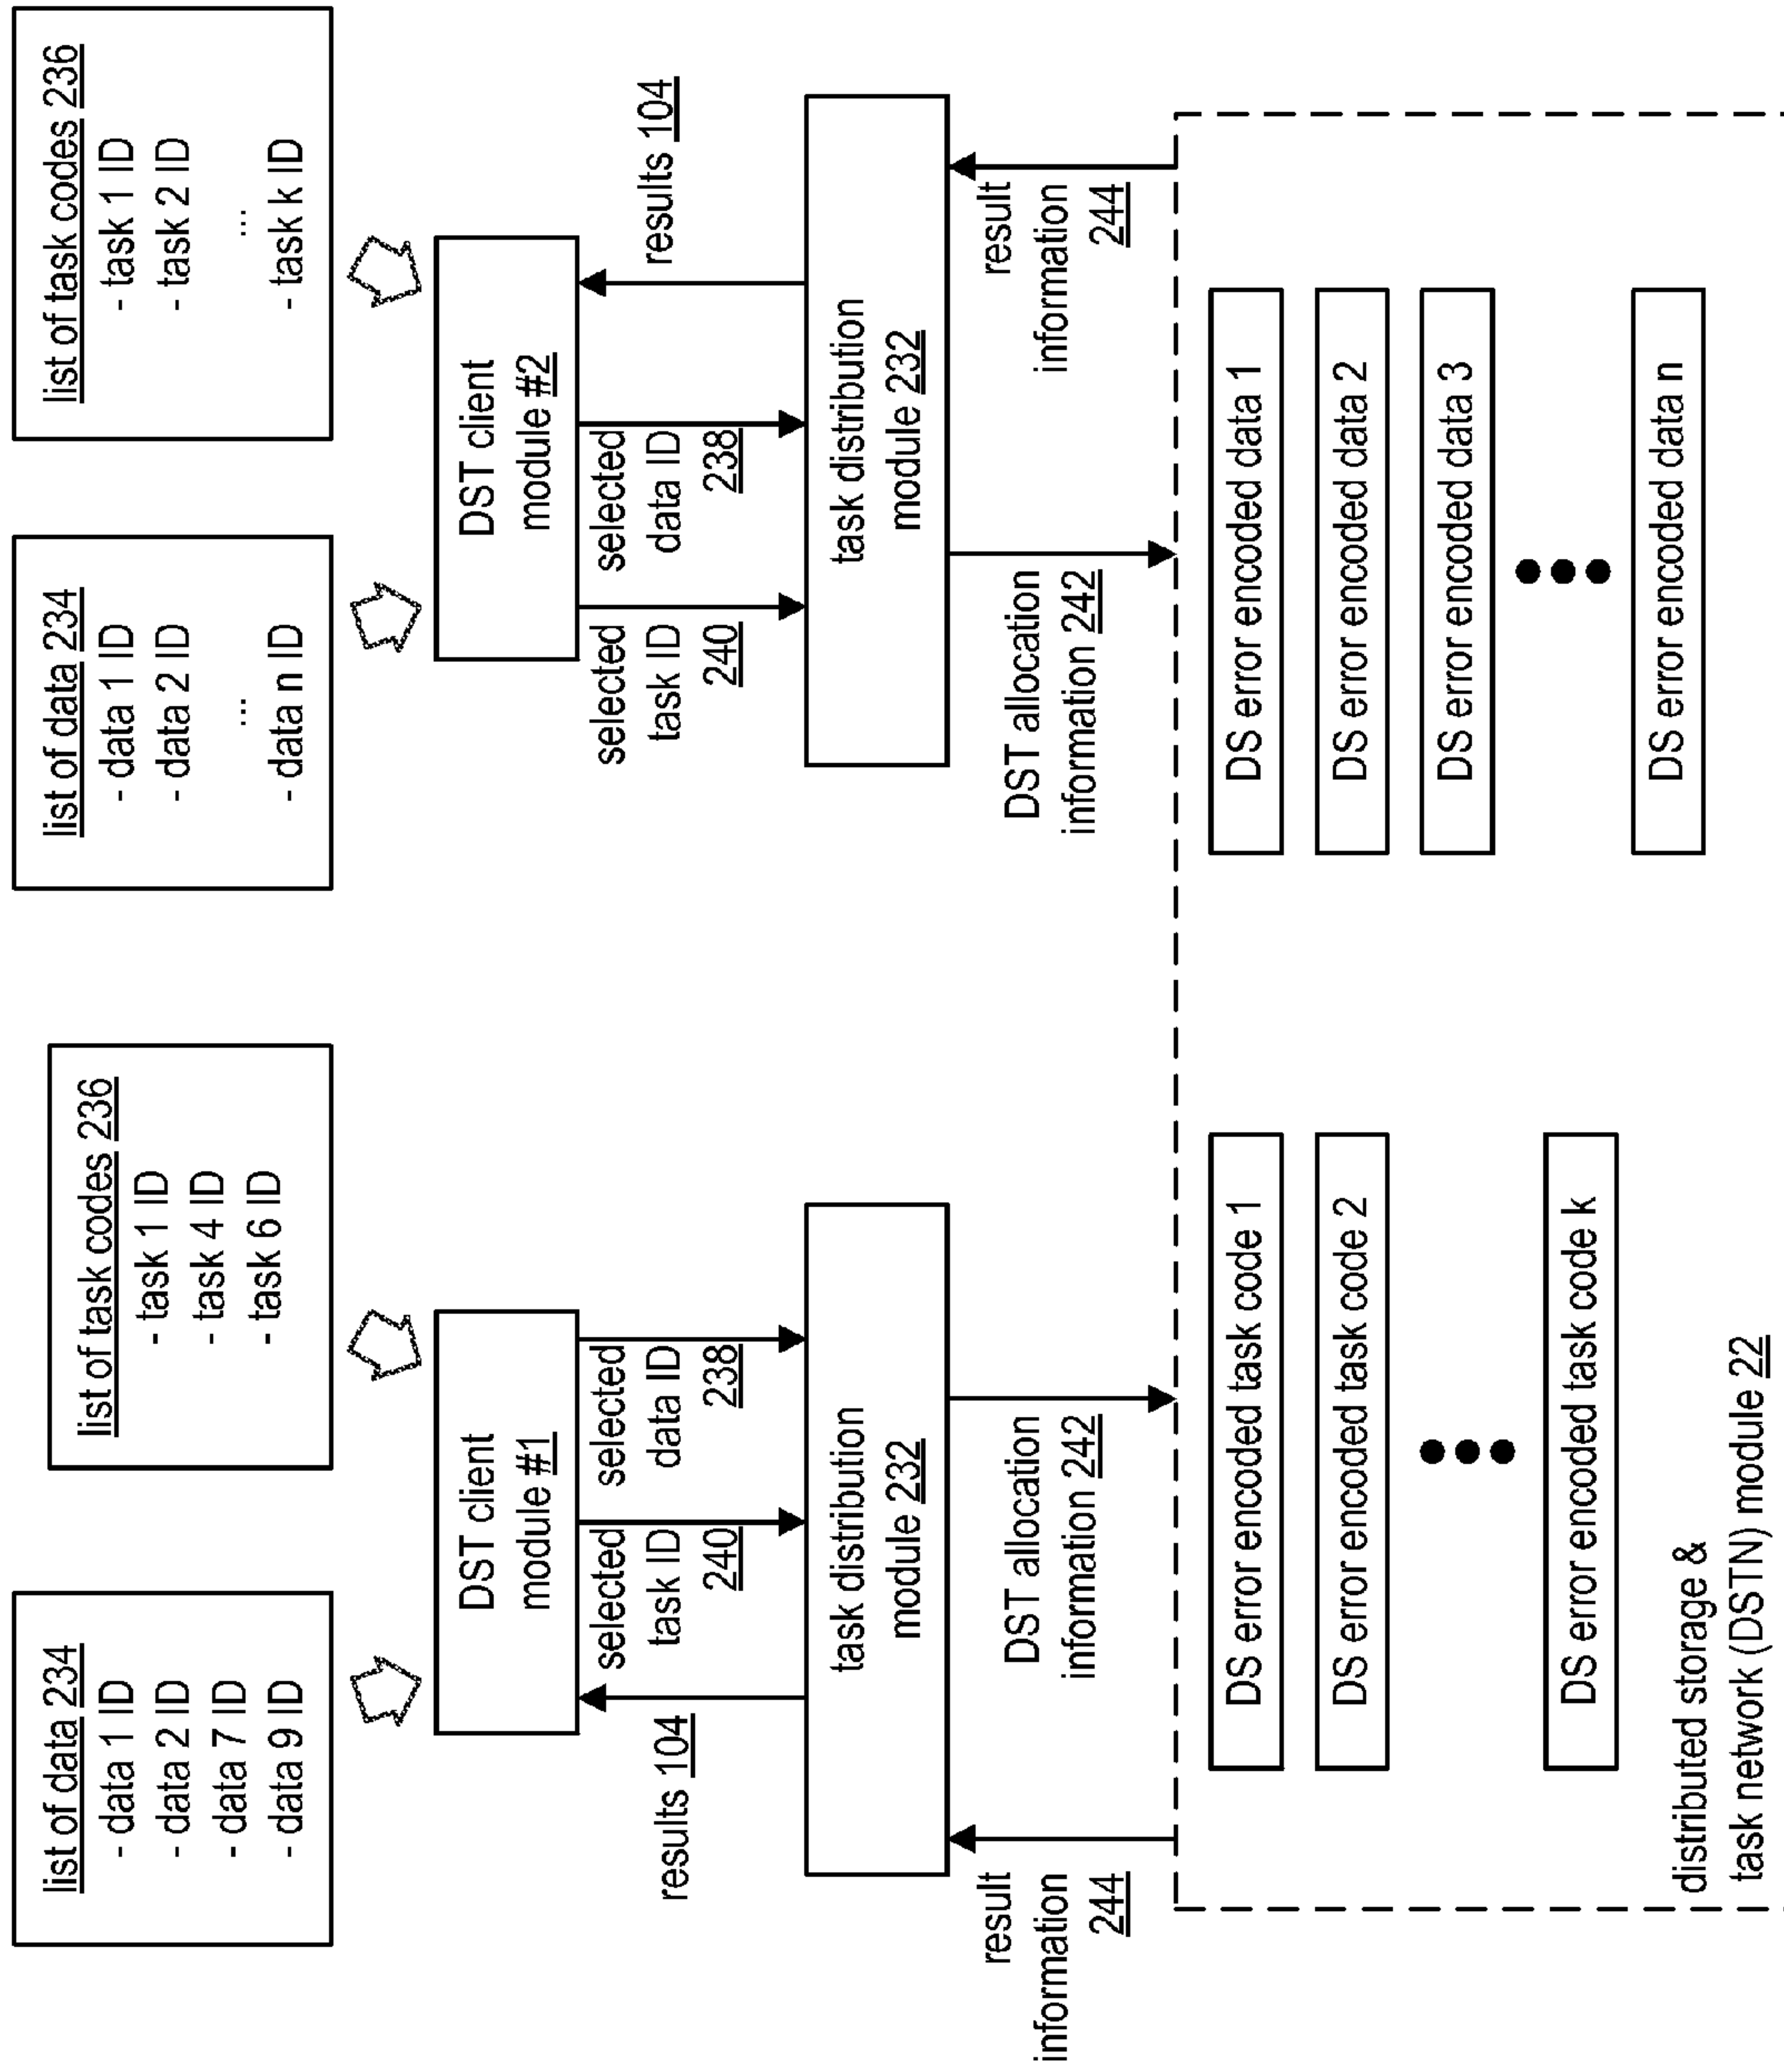 list of data 234
- data 1 ID
- data 2 ID
- data 7 ID
- data 9 ID
list of task codes 236
- task 1 ID
- task 4 ID
- task 6 ID
list of data 234
- data 1 ID
- data 2 ID
...
- data n ID
list of task codes 236
- task 1 ID
- task 2 ID
...
- task k ID
DST client
module #1
DST client
module #2
results 104
selected
task ID
240
selected
data ID
238
selected
task ID
240
selected
data ID
238
results 104
task distribution
module 232
task distribution
module 232
result
information
244
DST allocation
information 242
DST allocation
information 242
result
information
244
DS error encoded task code 1
DS error encoded task code 2
DS error encoded task code k
DS error encoded data 1
DS error encoded data 2
DS error encoded data 3
DS error encoded data n
distributed storage &
task network (DSTN) module 22